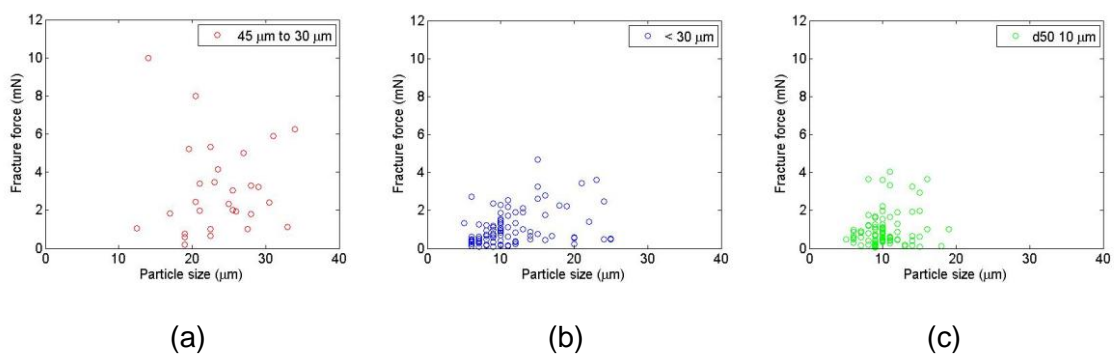 12
10
8
6
4
2
0
Fracture force (mN)
45 μm to 30 μm
0 10 20 30 40
Particle size (μm)
(a)
12
10
8
6
4
2
0
Fracture force (mN)
< 30 μm
0 10 20 30 40
Particle size (μm)
(b)
12
10
8
6
4
2
0
Fracture force (mN)
d50 10 μm
0 10 20 30 40
Particle size (μm)
(c)